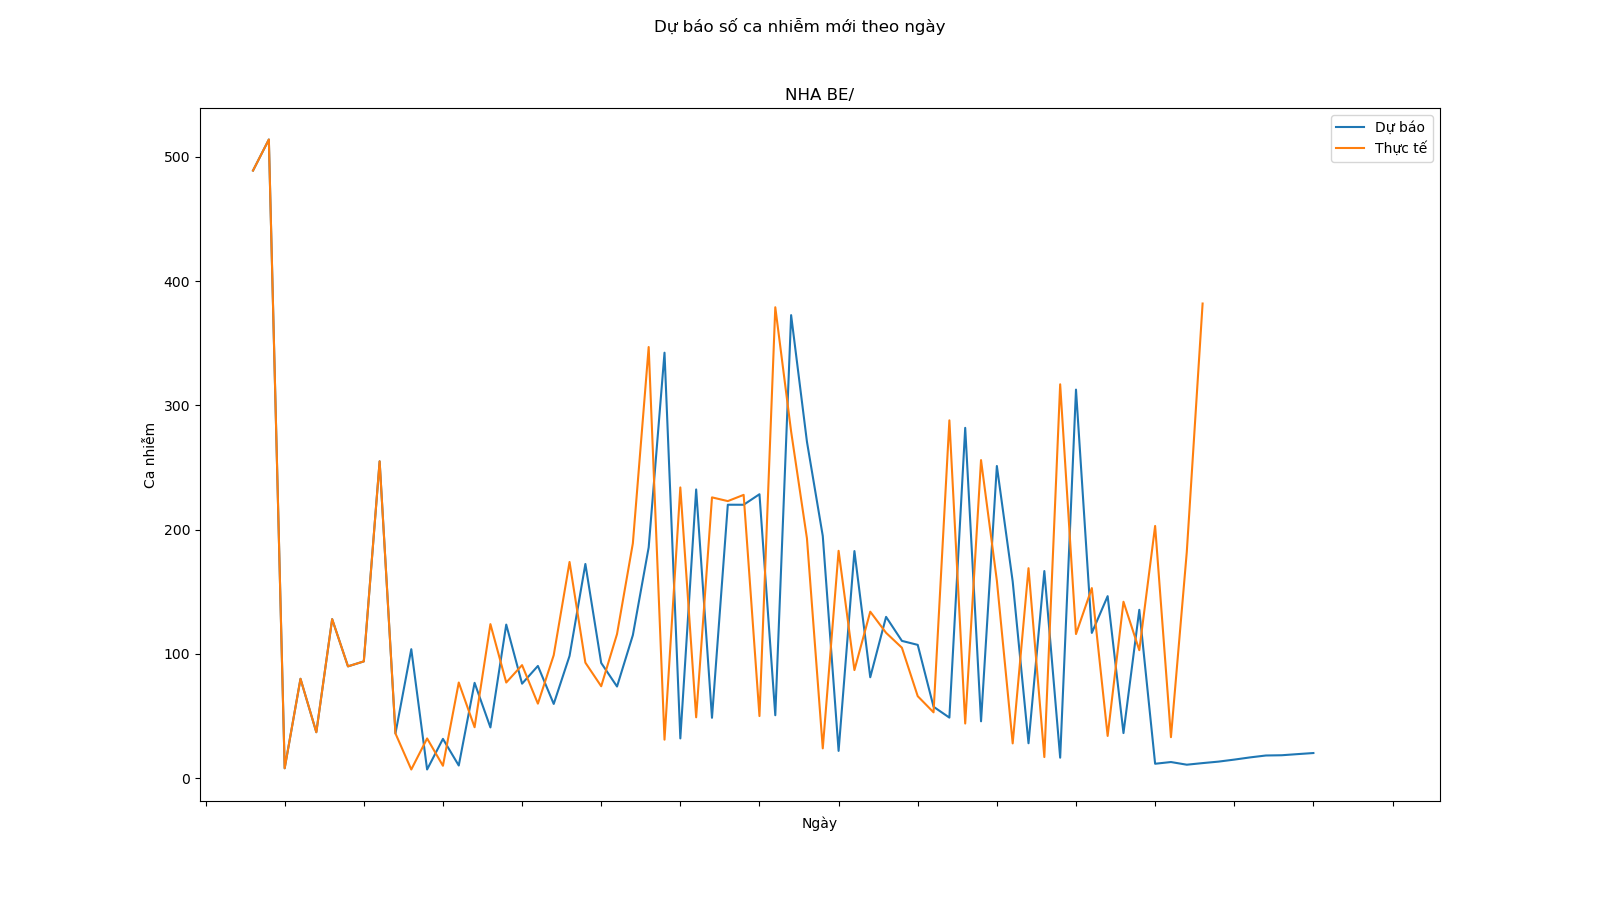 Dự báo số ca nhiễm mới theo ngày
NHA BE/
Dự báo
Thực tế
500
400
300
200
100
0
Ca nhiễm
Ngày